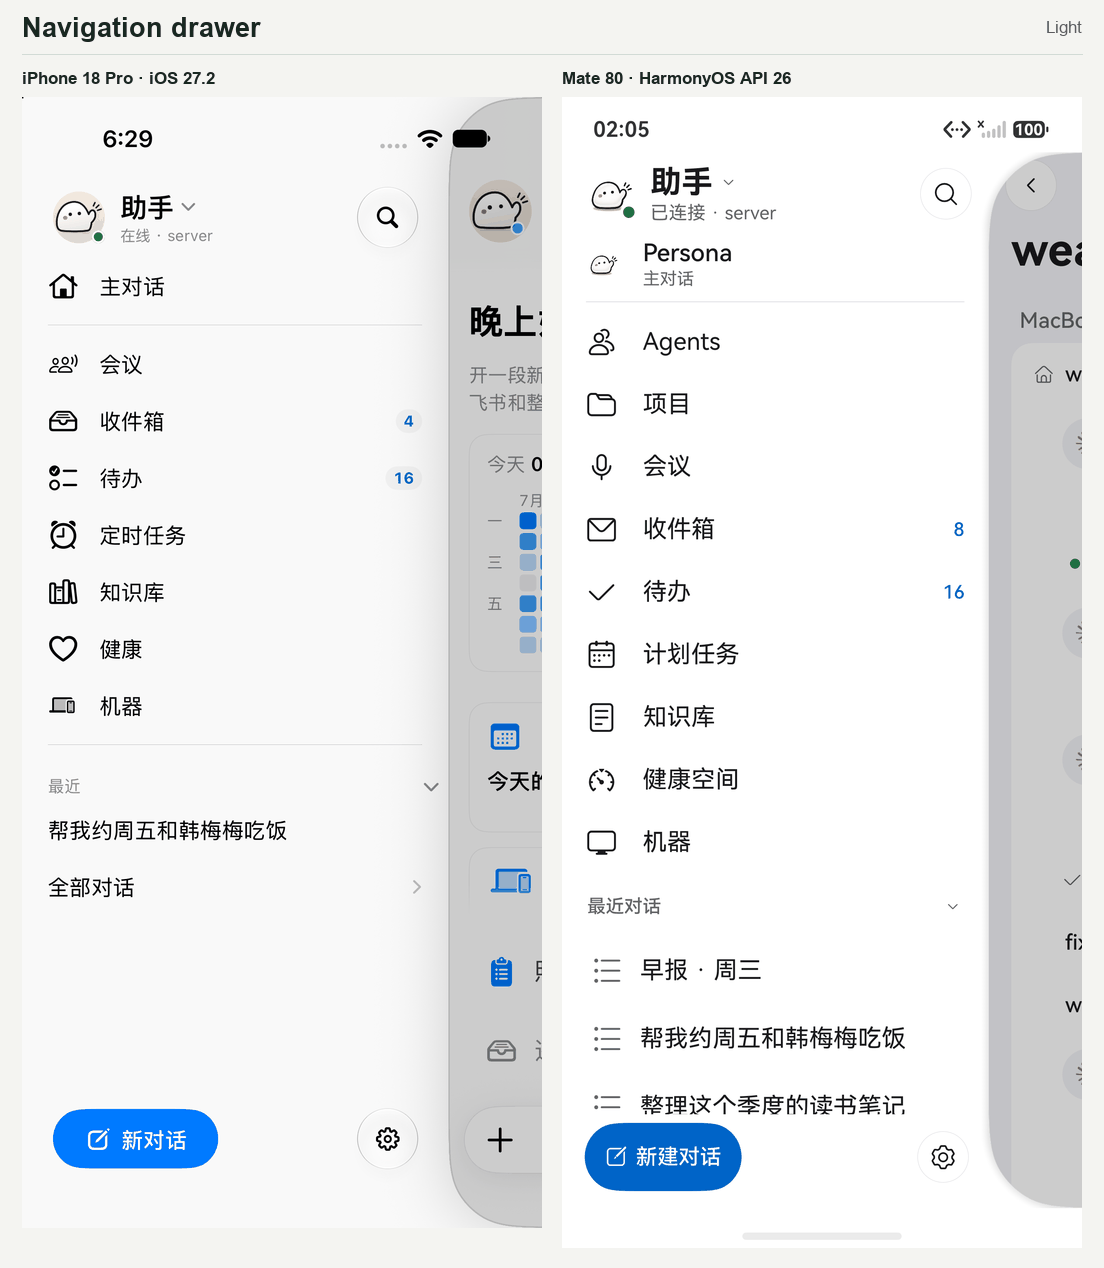 Navigation drawer
Light
iPhone 18 Pro · iOS 27.2
6:29
助手
在线 · server
主对话
会议
收件箱
4
待办
16
定时任务
知识库
健康
机器
最近
帮我约周五和韩梅梅吃饭
全部对话
新对话
晚上
开一段新
飞书和整
今天 0
7月
一
三
五
今天的
Mate 80 · HarmonyOS API 26
02:05
100
助手
已连接 · server
Persona
主对话
Agents
项目
会议
收件箱
8
待办
16
计划任务
知识库
健康空间
机器
最近对话
早报 · 周三
帮我约周五和韩梅梅吃饭
整理这个季度的读书笔记
新建对话
wea
MacBo
w
fix
w